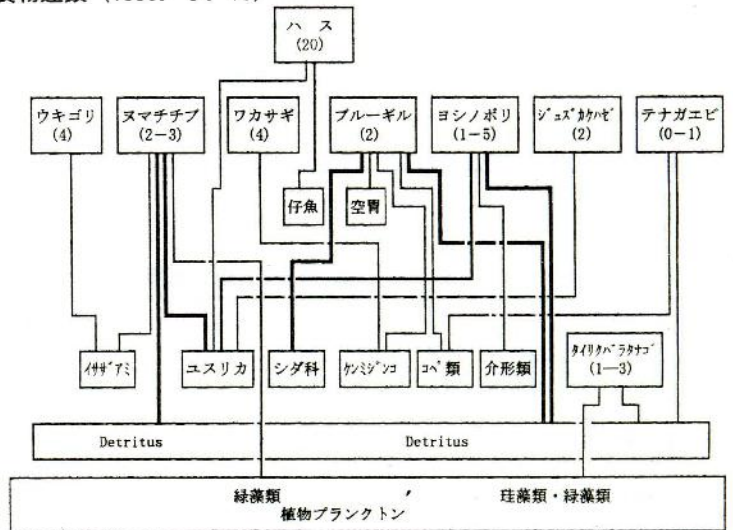 ハス
(20)
ウキゴリ
(4)
ヌマチチブ
(2-3)
ワカサギ
(4)
ブルーギル
(2)
ヨシノボリ
(1-5)
ジュズカケハゼ
(2)
テナガエビ
(0-1)
仔魚
空胃
イサザアミ
ユスリカ
シダ科
ケンミジンコ
コペ類
介形類
タイリクバラタナゴ
(1-3)
Detritus
Detritus
緑藻類
珪藻類・緑藻類
植物プランクトン